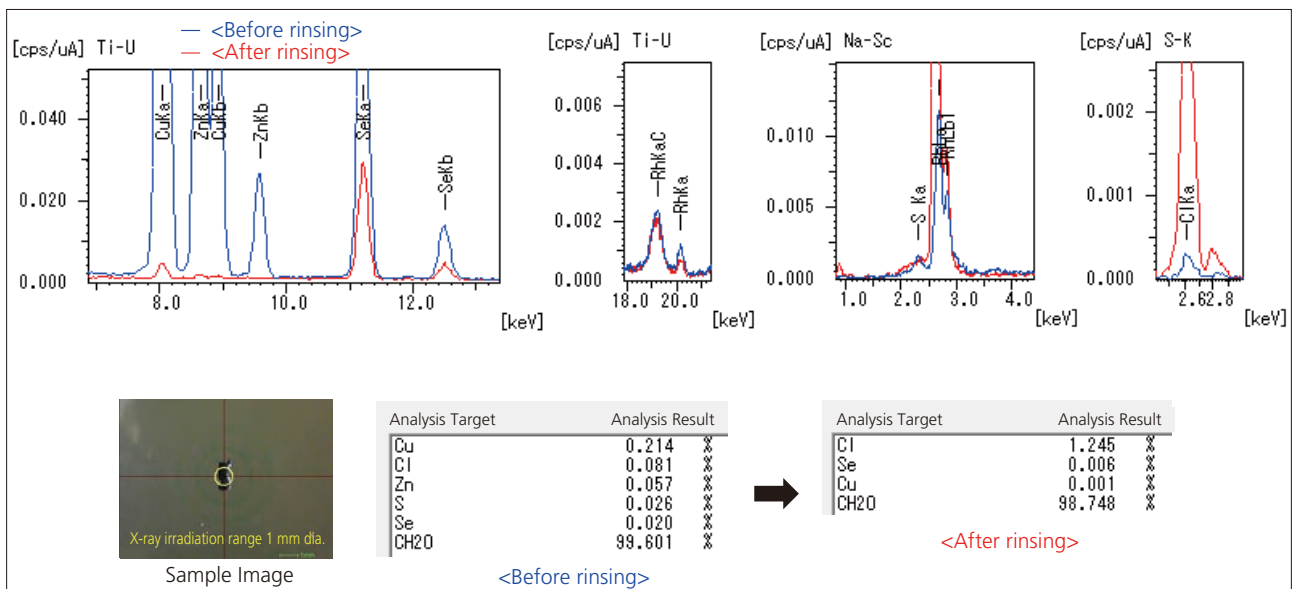 — <Before rinsing>
— <After rinsing>
[cps/uA] Ti-U
0.040
0.020
0.000
CuKa
ZnKa
CuKb
ZnKb
SeKa
SeKb
8.0 10.0 12.0
[keV]
[cps/uA] Ti-U
0.006
0.004
0.002
0.000
RhKaC
RhKa
18.0 20.0
[keV]
[cps/uA] Na-Sc
0.010
0.005
0.000
S Ka
RhLa
RhLb1
1.0 2.0 3.0 4.0
[keV]
[cps/uA] S-K
0.002
0.001
0.000
ClKa
2.6 2.8
[keV]
X-ray irradiation range 1 mm dia.
Sample Image
Analysis Target Analysis Result
Cu 0.214 %
Cl 0.081 %
Zn 0.057 %
S 0.026 %
Se 0.020 %
CH2O 99.601 %
<Before rinsing>
Analysis Target Analysis Result
Cl 1.245 %
Se 0.006 %
Cu 0.001 %
CH2O 98.748 %
<After rinsing>